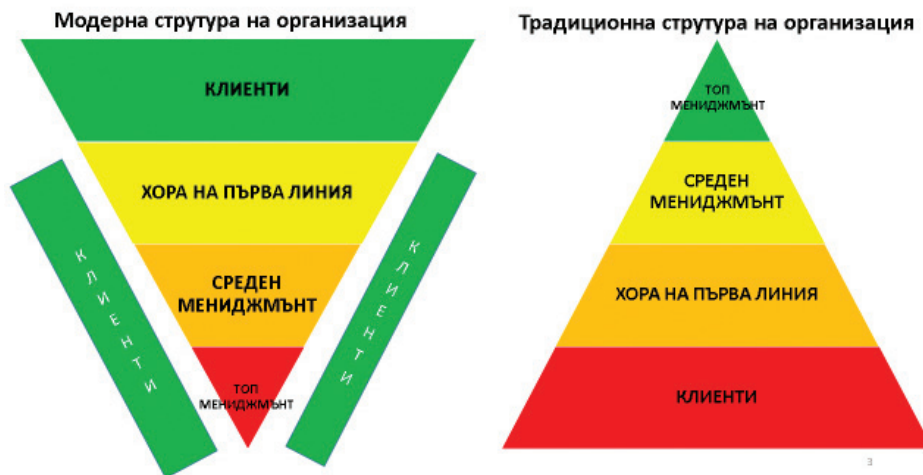 Модерна струтура на организация
КЛИЕНТИ
ХОРА НА ПЪРВА ЛИНИЯ
СРЕДЕН
МЕНИДЖМЪНТ
ТОП
МЕНИДЖМЪНТ
КЛИЕНТИ
КЛИЕНТИ
Традиционна струтура на организация
ТОП
МЕНИДЖМЪНТ
СРЕДЕН
МЕНИДЖМЪНТ
ХОРА НА ПЪРВА ЛИНИЯ
КЛИЕНТИ
3